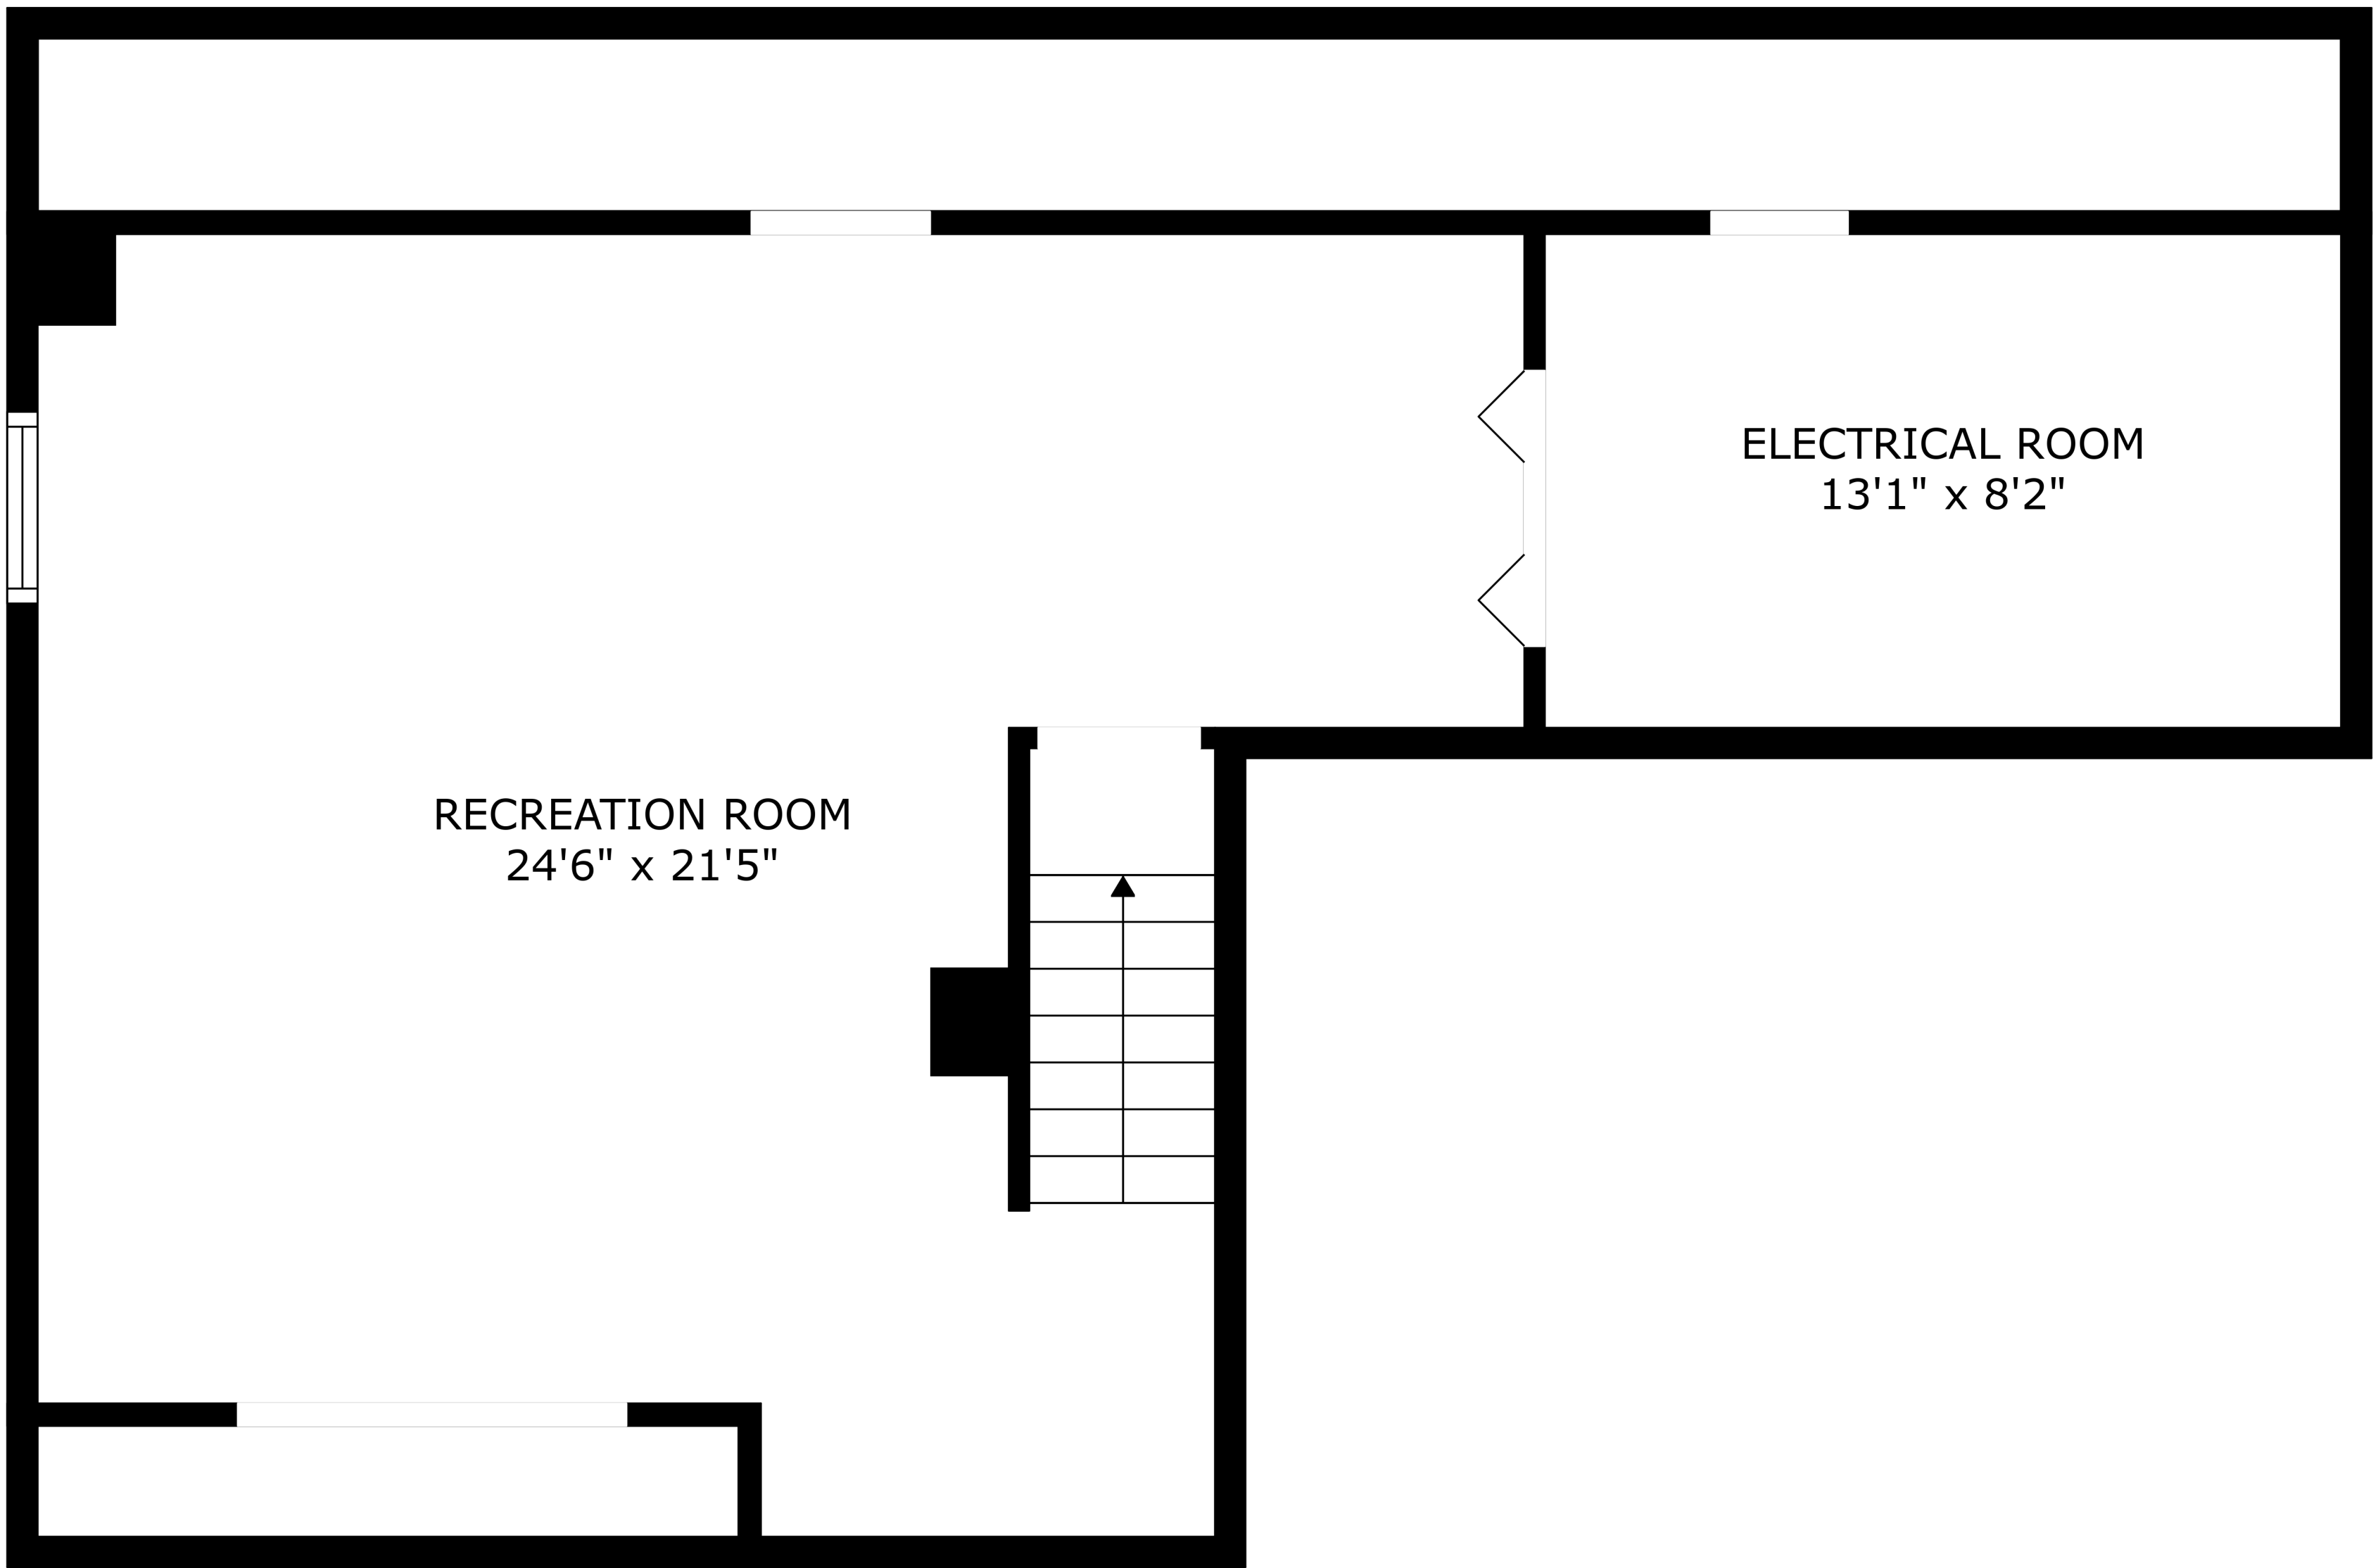 ELECTRICAL ROOM
13'1" x 8'2"
RECREATION ROOM
24'6" x 21'5"